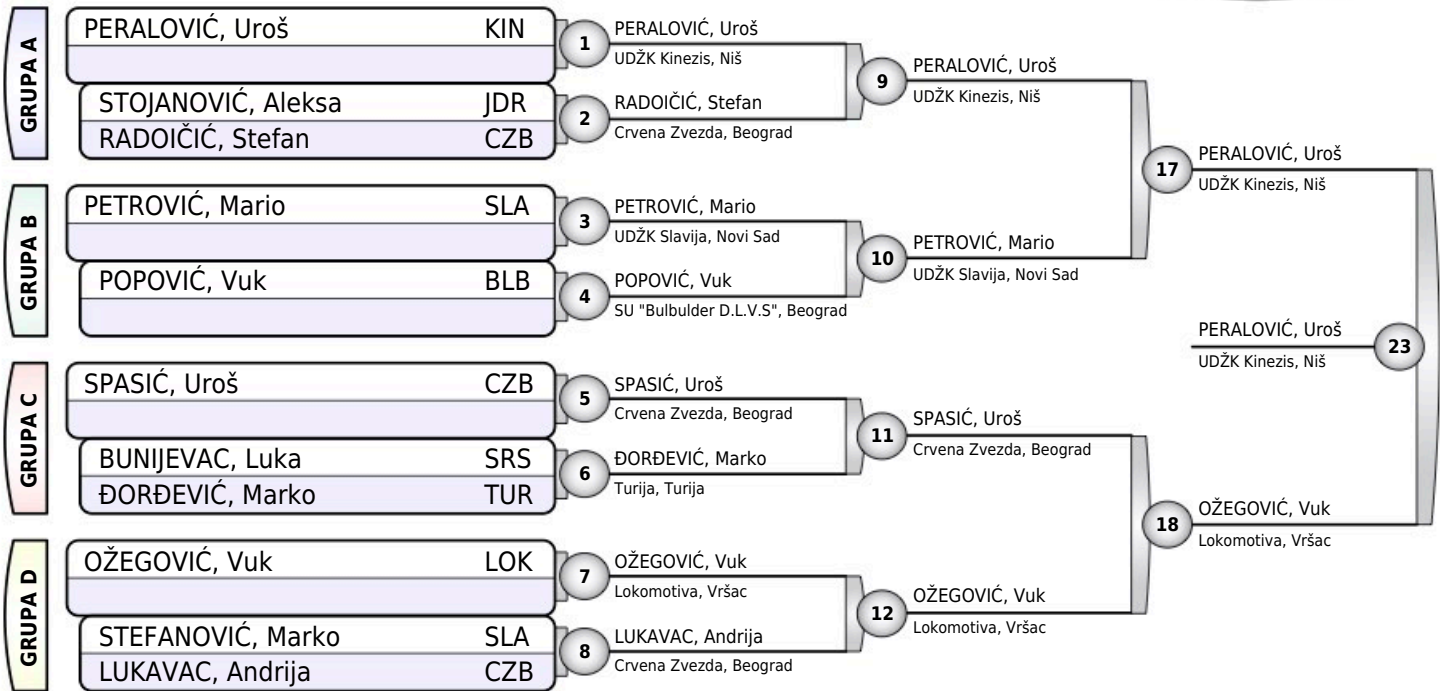 GRUPA A
PERALOVIĆ, Uroš KIN
STOJANOVIĆ, Aleksa JDR
RADOIČIĆ, Stefan CZB
GRUPA B
PETROVIĆ, Mario SLA
POPOVIĆ, Vuk BLB
GRUPA C
SPASIĆ, Uroš CZB
BUNIJEVAC, Luka SRS
ĐORĐEVIĆ, Marko TUR
GRUPA D
OŽEGOVIĆ, Vuk LOK
STEFANOVIĆ, Marko SLA
LUKAVAC, Andrija CZB
1
PERALOVIĆ, Uroš
UDŽK Kinezis, Niš
2
RADOIČIĆ, Stefan
Crvena Zvezda, Beograd
3
PETROVIĆ, Mario
UDŽK Slavija, Novi Sad
4
POPOVIĆ, Vuk
SU "Bulbulder D.L.V.S", Beograd
5
SPASIĆ, Uroš
Crvena Zvezda, Beograd
6
ĐORĐEVIĆ, Marko
Turija, Turija
7
OŽEGOVIĆ, Vuk
Lokomotiva, Vršac
8
LUKAVAC, Andrija
Crvena Zvezda, Beograd
9
PERALOVIĆ, Uroš
UDŽK Kinezis, Niš
10
PETROVIĆ, Mario
UDŽK Slavija, Novi Sad
11
SPASIĆ, Uroš
Crvena Zvezda, Beograd
12
OŽEGOVIĆ, Vuk
Lokomotiva, Vršac
17
PERALOVIĆ, Uroš
UDŽK Kinezis, Niš
18
OŽEGOVIĆ, Vuk
Lokomotiva, Vršac
PERALOVIĆ, Uroš
UDŽK Kinezis, Niš
23